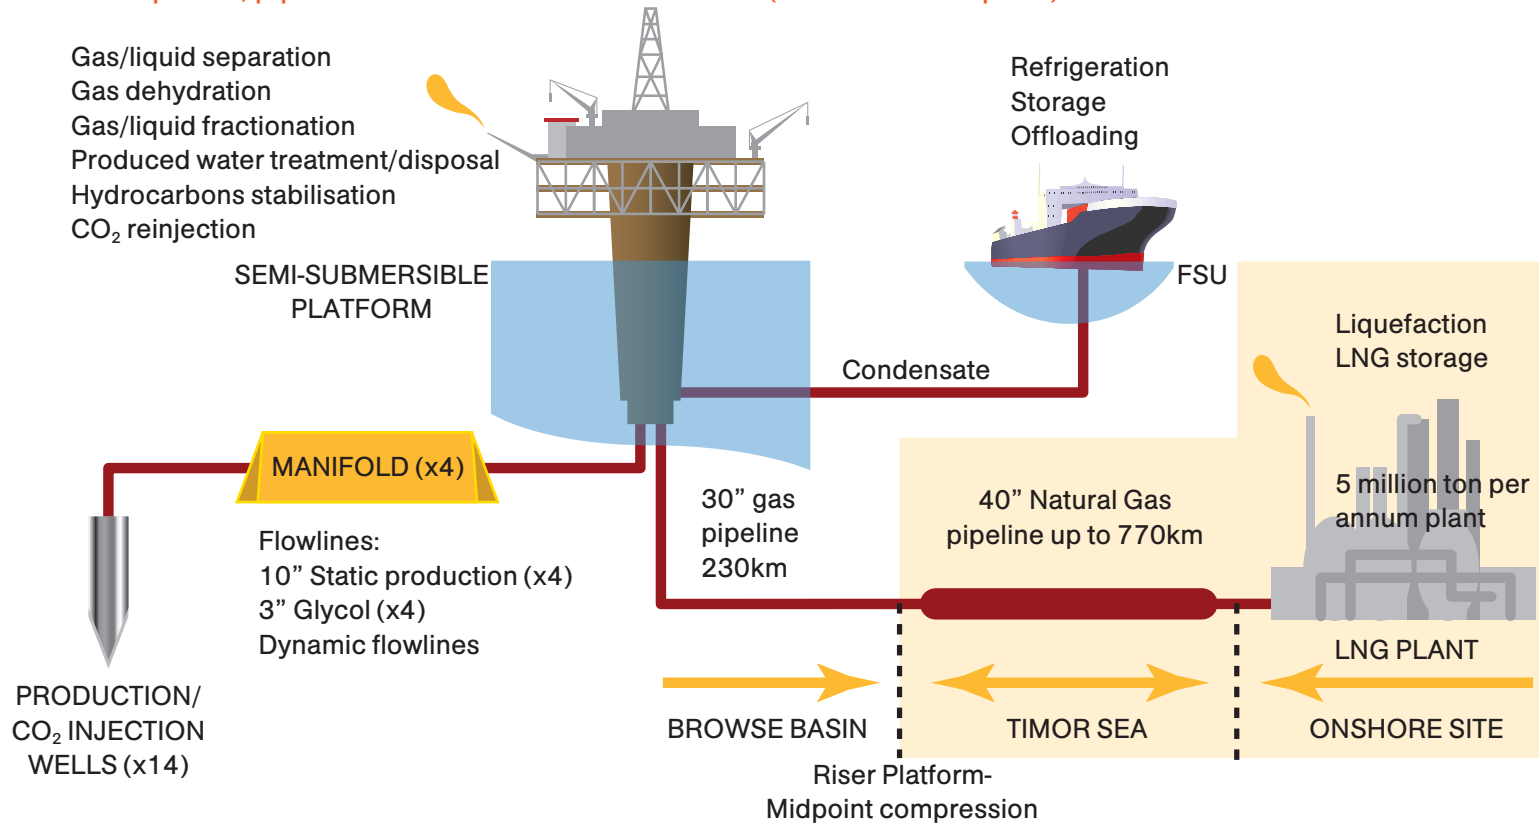 Gas/liquid separation
Gas dehydration
Gas/liquid fractionation
Produced water treatment/disposal
Hydrocarbons stabilisation
CO₂ reinjection
SEMI-SUBMERSIBLE
PLATFORM
Refrigeration
Storage
Offloading
FSU
Condensate
Liquefaction
LNG storage
5 million ton per
annum plant
LNG PLANT
MANIFOLD (x4)
Flowlines:
10” Static production (x4)
3” Glycol (x4)
Dynamic flowlines
30” gas
pipeline
230km
40” Natural Gas
pipeline up to 770km
PRODUCTION/
CO₂ INJECTION
WELLS (x14)
BROWSE BASIN
TIMOR SEA
ONSHORE SITE
Riser Platform-
Midpoint compression